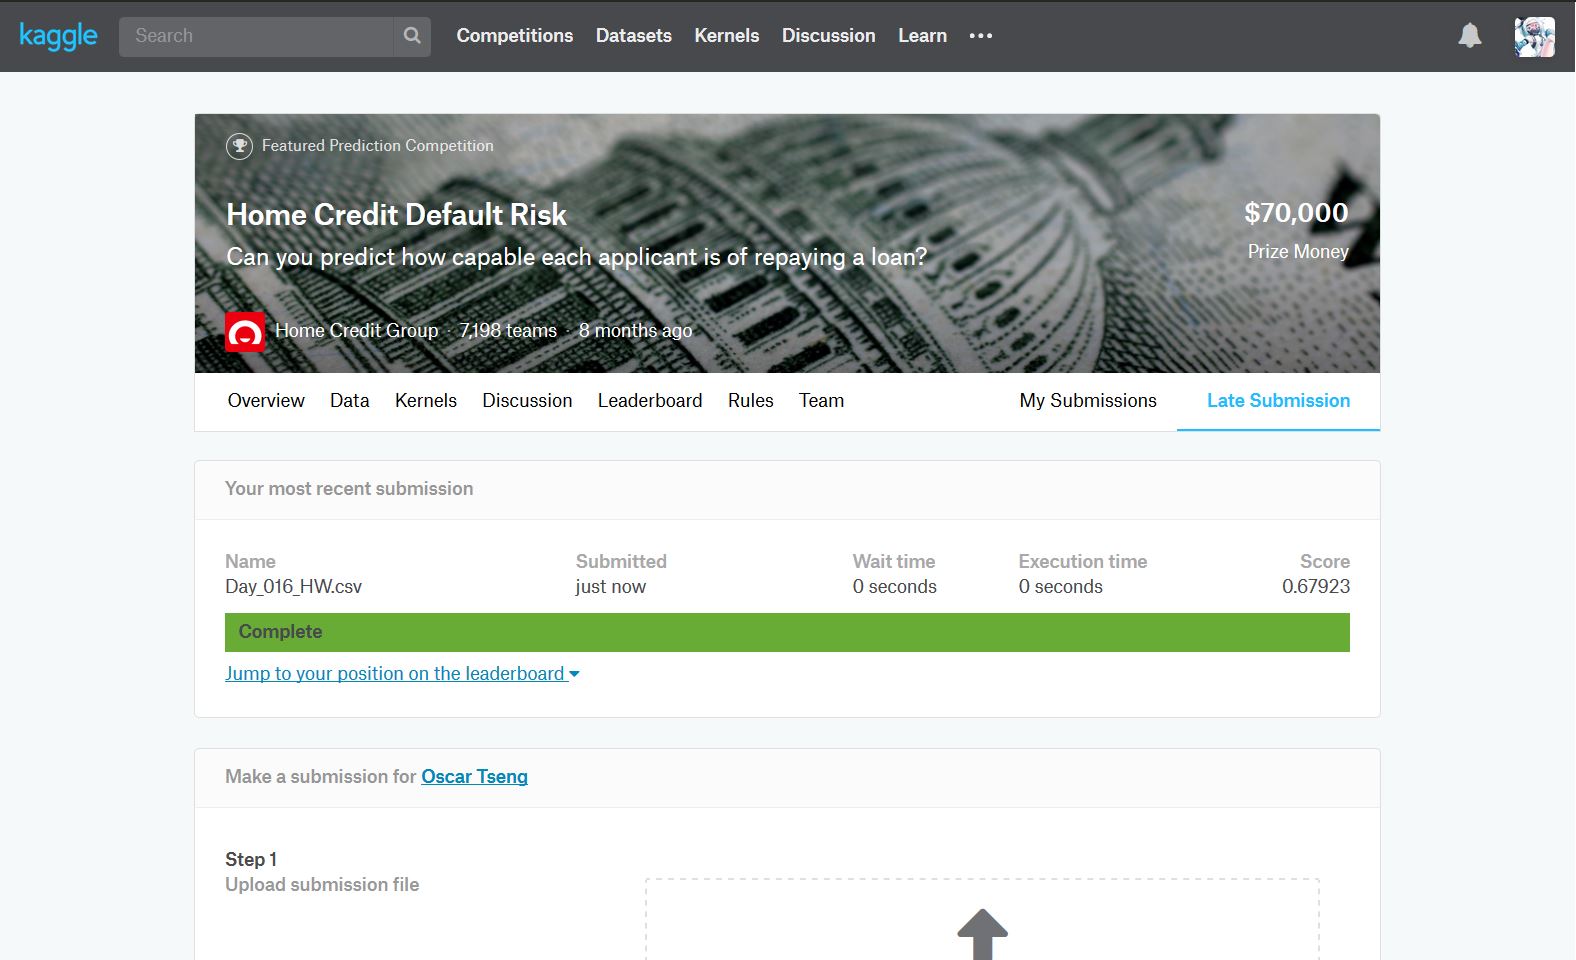 kaggle Search Competitions Datasets Kernels Discussion Learn
Featured Prediction Competition
Home Credit Default Risk $70,000
Can you predict how capable each applicant is of repaying a loan? Prize Money
Home Credit Group · 7,198 teams · 8 months ago
Overview Data Kernels Discussion Leaderboard Rules Team My Submissions Late Submission
Your most recent submission
Name Submitted Wait time Execution time Score
Day_016_HW.csv just now 0 seconds 0 seconds 0.67923
Complete
Jump to your position on the leaderboard
Make a submission for Oscar Tseng
Step 1
Upload submission file